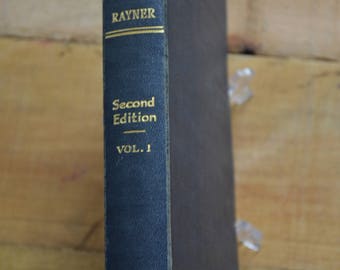 RAYNER
Second
Edition
VOL. I